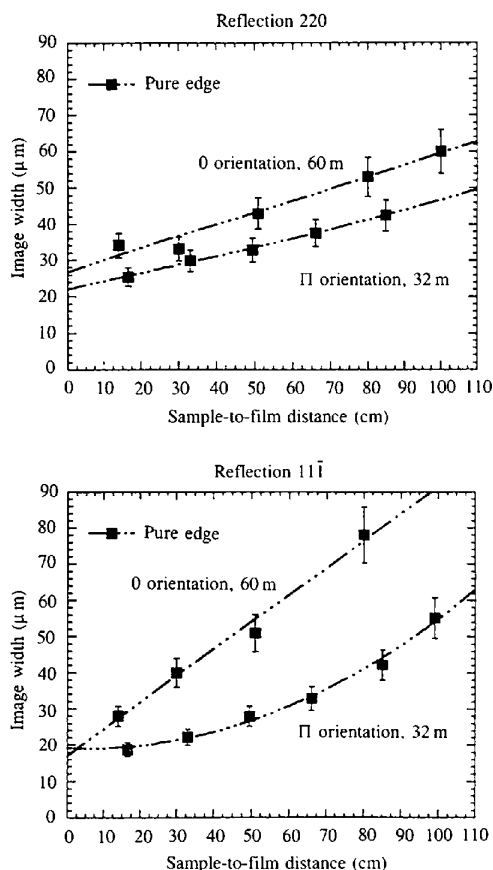 Reflection 220
90
80
70
60
50
40
30
20
10
0
Image width (μm)
Pure edge
0 orientation, 60 m
Π orientation, 32 m
0 10 20 30 40 50 60 70 80 90 100 110
Sample-to-film distance (cm)
Reflection 111̄
90
80
70
60
50
40
30
20
10
0
Image width (μm)
Pure edge
0 orientation, 60 m
Π orientation, 32 m
0 10 20 30 40 50 60 70 80 90 100 110
Sample-to-film distance (cm)